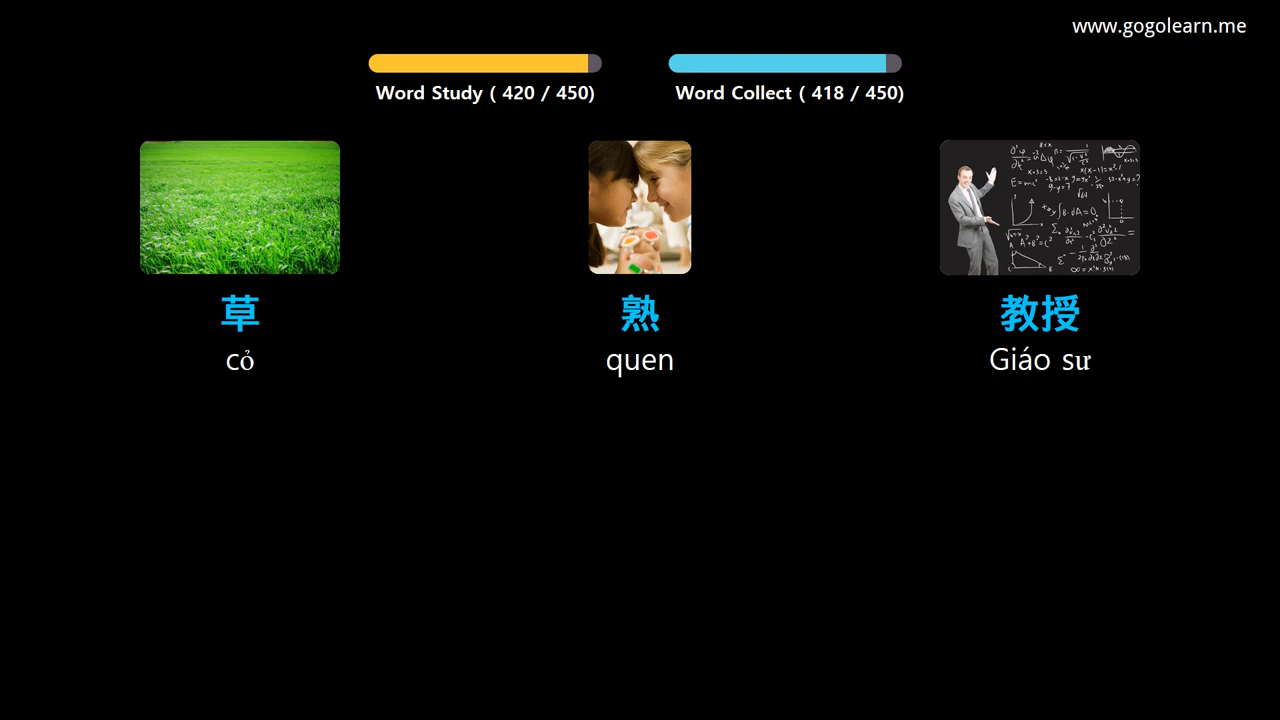 www.gogolearn.me
Word Study ( 420 / 450)
Word Collect ( 418 / 450)
草
熟
教授
cỏ
quen
Giáo sư